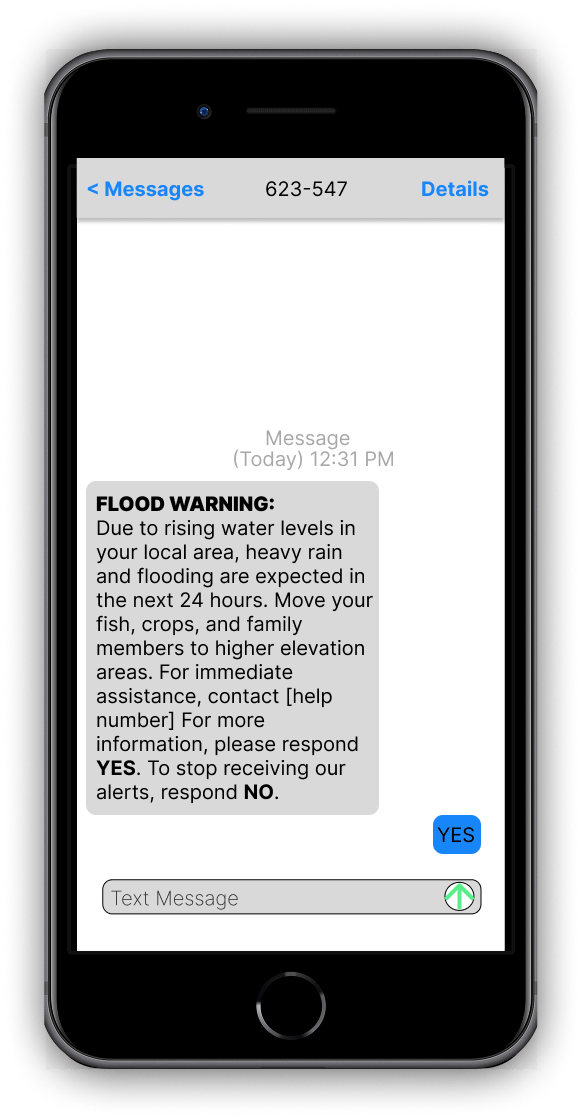 < Messages 623-547 Details
Message
(Today) 12:31 PM
FLOOD WARNING:
Due to rising water levels in
your local area, heavy rain
and flooding are expected in
the next 24 hours. Move your
fish, crops, and family
members to higher elevation
areas. For immediate
assistance, contact [help
number] For more
information, please respond
YES. To stop receiving our
alerts, respond NO.
YES
Text Message